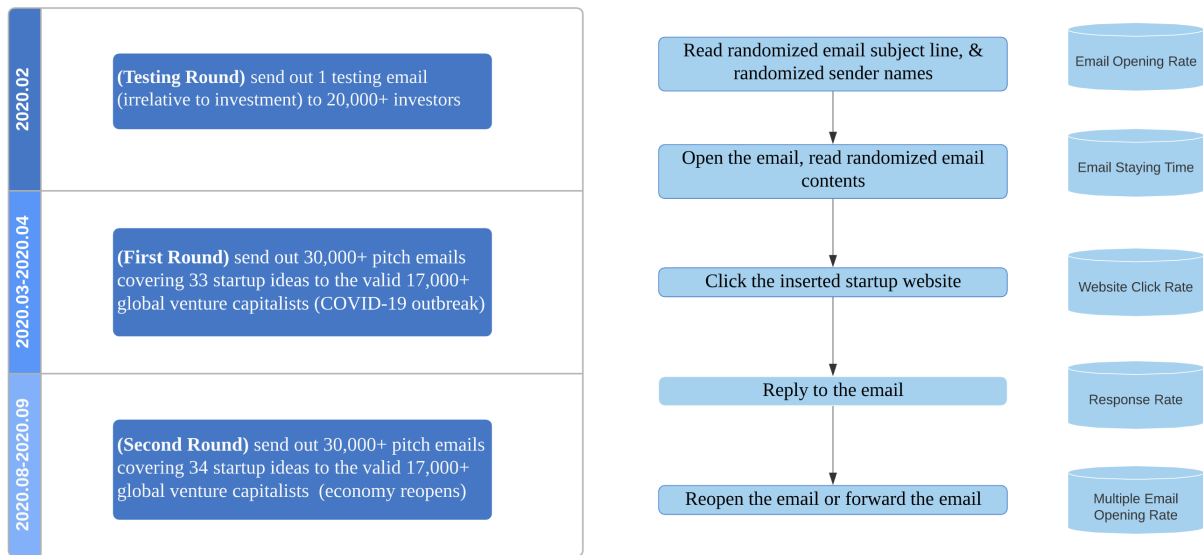 2020.02
(Testing Round) send out 1 testing email
(irrelative to investment) to 20,000+ investors
2020.03-2020.04
(First Round) send out 30,000+ pitch emails
covering 33 startup ideas to the valid 17,000+
global venture capitalists (COVID-19 outbreak)
2020.08-2020.09
(Second Round) send out 30,000+ pitch emails
covering 34 startup ideas to the valid 17,000+
global venture capitalists (economy reopens)
Read randomized email subject line, &
randomized sender names
Open the email, read randomized email
contents
Click the inserted startup website
Reply to the email
Reopen the email or forward the email
Email Opening Rate
Email Staying Time
Website Click Rate
Response Rate
Multiple Email
Opening Rate